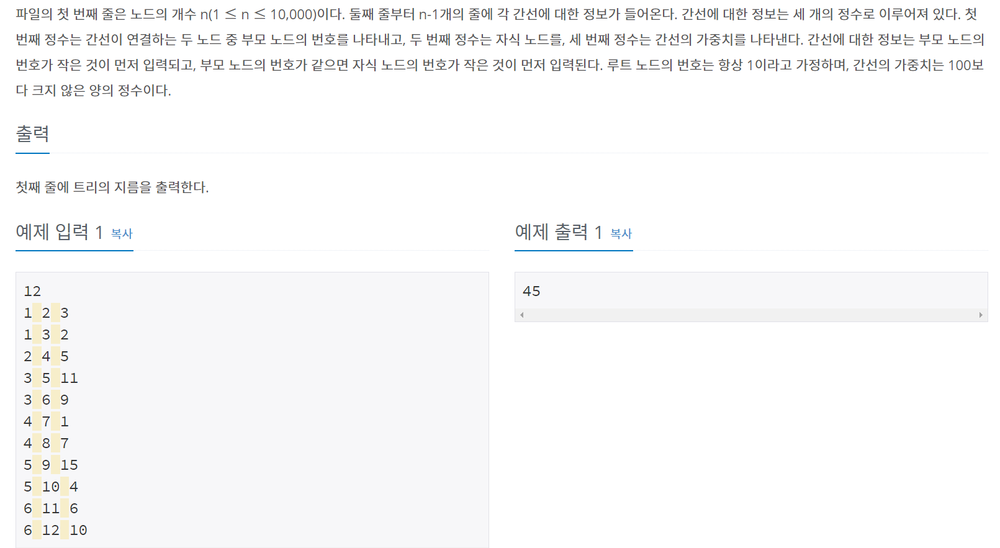 파일의 첫 번째 줄은 노드의 개수 n(1 ≤ n ≤ 10,000)이다. 둘째 줄부터 n-1개의 줄에 각 간선에 대한 정보가 들어온다. 간선에 대한 정보는 세 개의 정수로 이루어져 있다. 첫
번째 정수는 간선이 연결하는 두 노드 중 부모 노드의 번호를 나타내고, 두 번째 정수는 자식 노드를, 세 번째 정수는 간선의 가중치를 나타낸다. 간선에 대한 정보는 부모 노드의
번호가 작은 것이 먼저 입력되고, 부모 노드의 번호가 같으면 자식 노드의 번호가 작은 것이 먼저 입력된다. 루트 노드의 번호는 항상 1이라고 가정하며, 간선의 가중치는 100보
다 크지 않은 양의 정수이다.
출력
첫째 줄에 트리의 지름을 출력한다.
예제 입력 1 복사
12
1 2 3
1 3 2
2 4 5
3 5 11
3 6 9
4 7 1
4 8 7
5 9 15
5 10 4
6 11 6
6 12 10
예제 출력 1 복사
45